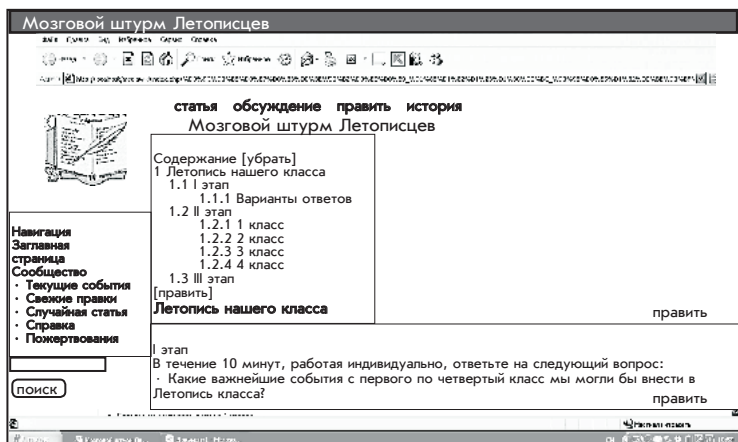 Мозговой штурм Летописцев
Сервис Справка
статья обсуждение править история
Мозговой штурм Летописцев
Содержание [убрать]
1 Летопись нашего класса
1.1 I этап
1.1.1 Варианты ответов
1.2 II этап
1.2.1 1 класс
1.2.2 2 класс
1.2.3 3 класс
1.2.4 4 класс
1.3 III этап
[править]
Летопись нашего класса
править
Навигация
Заглавная
страница
Сообщество
· Текущие события
· Свежие правки
· Случайная статья
· Справка
· Пожертвования
поиск
I этап
В течение 10 минут, работая индивидуально, ответьте на следующий вопрос:
· Какие важнейшие события с первого по четвертый класс мы могли бы внести в
Летопись класса?
править